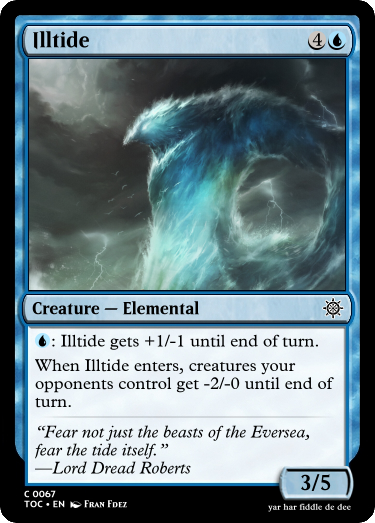 Illtide 4
Creature — Elemental
: Illtide gets +1/-1 until end of turn.
When Illtide enters, creatures your
opponents control get -2/-0 until end of
turn.
“Fear not just the beasts of the Eversea,
fear the tide itself.”
—Lord Dread Roberts
3/5
C 0067
TOC • EN Fran Fdez
yar har fiddle de dee